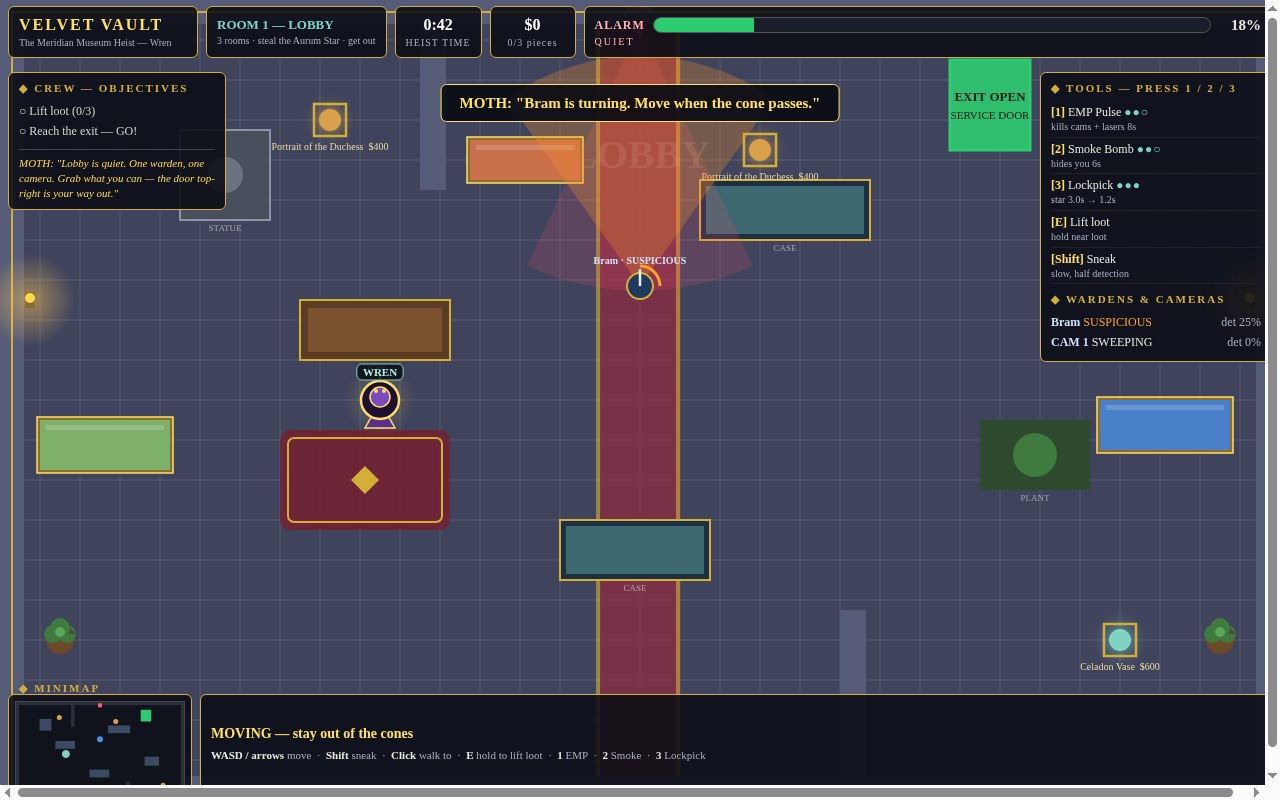 VELVET VAULT
The Meridian Museum Heist — Wren
ROOM 1 — LOBBY
3 rooms · steal the Aurum Star · get out
0:42
HEIST TIME
$0
0/3 pieces
ALARM
QUIET
18%
◆ CREW — OBJECTIVES
○ Lift loot (0/3)
○ Reach the exit — GO!
MOTH: "Lobby is quiet. One warden, one
camera. Grab what you can — the door top-
right is your way out."
STATUE
Portrait of the Duchess $400
MOTH: "Bram is turning. Move when the cone passes."
LOBBY
Portrait of the Duchess $400
CASE
EXIT OPEN
SERVICE DOOR
Bram · SUSPICIOUS
◆ TOOLS — PRESS 1 / 2 / 3
[1] EMP Pulse ●●○
kills cams + lasers 8s
[2] Smoke Bomb ●●○
hides you 6s
[3] Lockpick ●●●
star 3.0s → 1.2s
[E] Lift loot
hold near loot
[Shift] Sneak
slow, half detection
◆ WARDENS & CAMERAS
Bram SUSPICIOUS det 25%
CAM 1 SWEEPING det 0%
WREN
PLANT
CASE
Celadon Vase $600
◆ MINIMAP
MOVING — stay out of the cones
WASD / arrows move · Shift sneak · Click walk to · E hold to lift loot · 1 EMP · 2 Smoke · 3 Lockpick